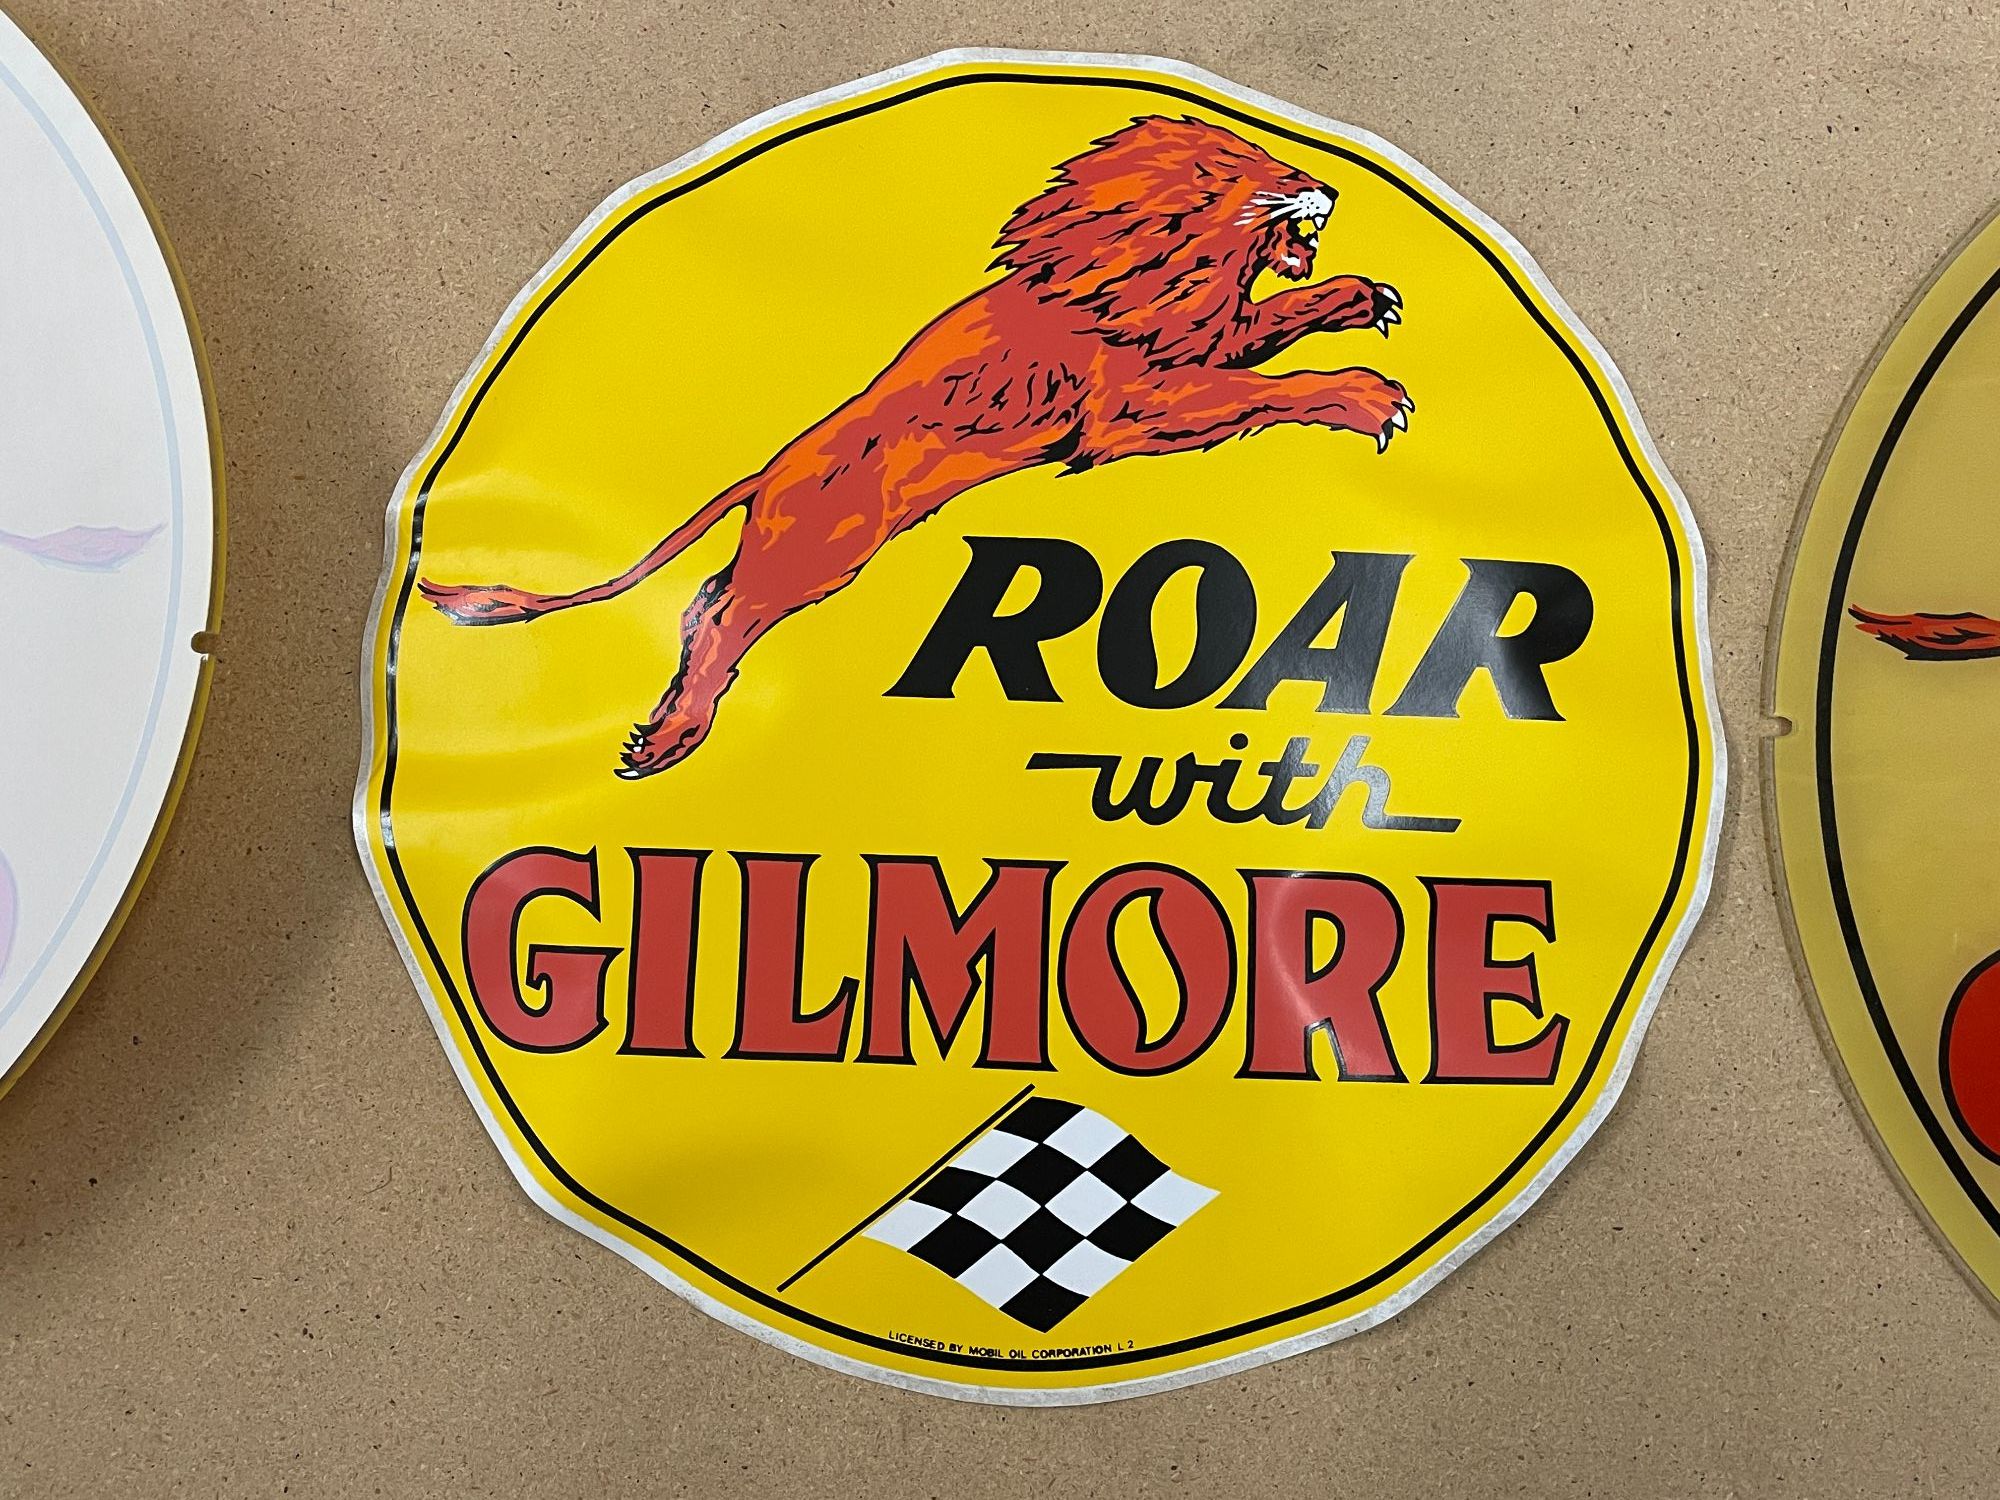 ROAR
with
GILMORE
LICENSED BY MOBIL OIL CORPORATION L 2